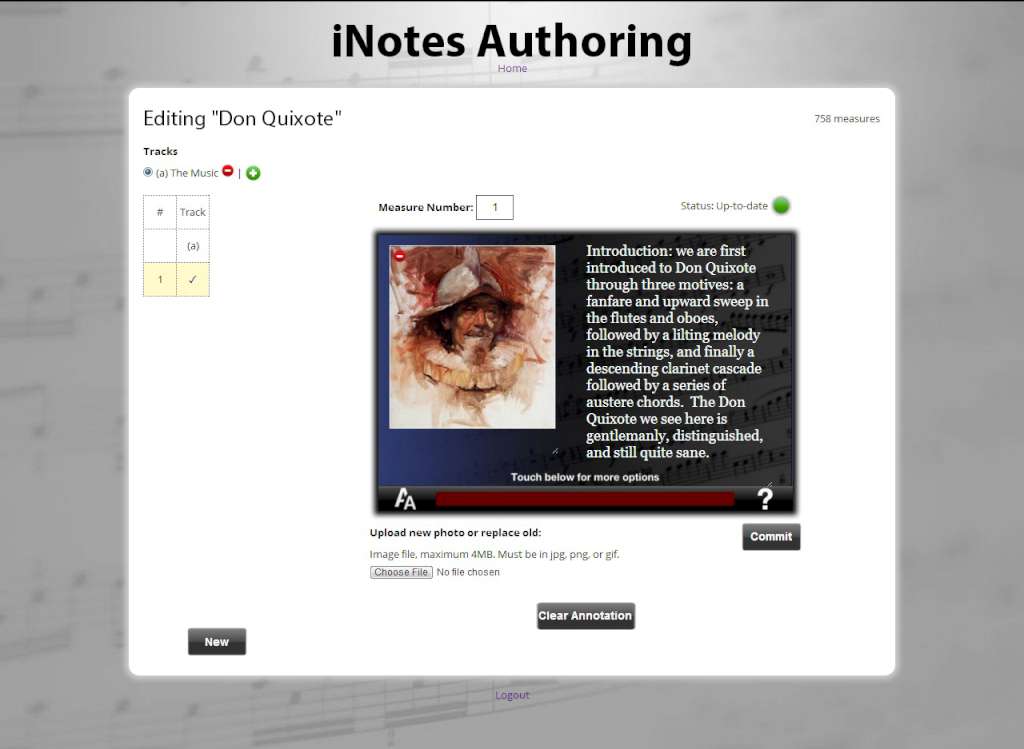 iNotes Authoring
Home
Editing "Don Quixote"
758 measures
Tracks
(a) The Music |
# Track
(a)
1 ✓
Measure Number: 1
Status: Up-to-date
Introduction: we are first
introduced to Don Quixote
through three motives: a
fanfare and upward sweep in
the flutes and oboes,
followed by a lilting melody
in the strings, and finally a
descending clarinet cascade
followed by a series of
austere chords.  The Don
Quixote we see here is
gentlemanly, distinguished,
and still quite sane.
Touch below for more options
AA
?
Upload new photo or replace old:
Commit
Image file, maximum 4MB. Must be in jpg, png, or gif.
Choose File No file chosen
Clear Annotation
New
Logout